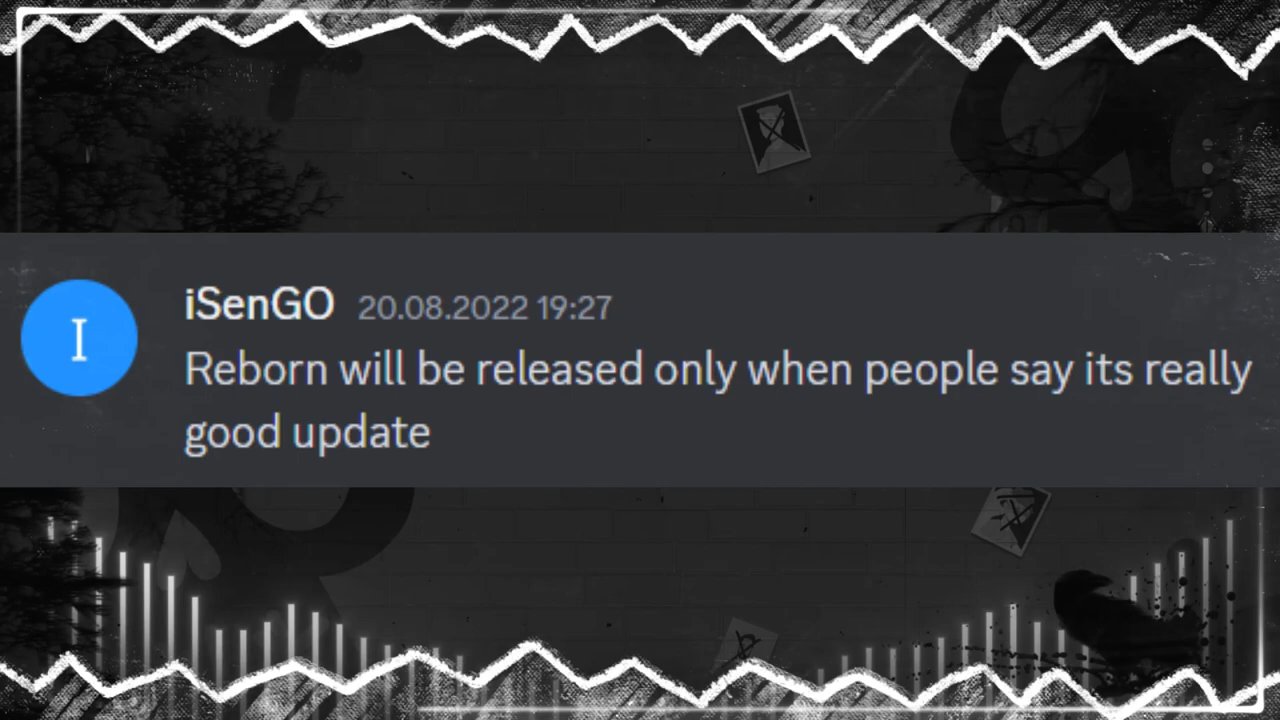 I
iSenGO 20.08.2022 19:27
Reborn will be released only when people say its really
good update